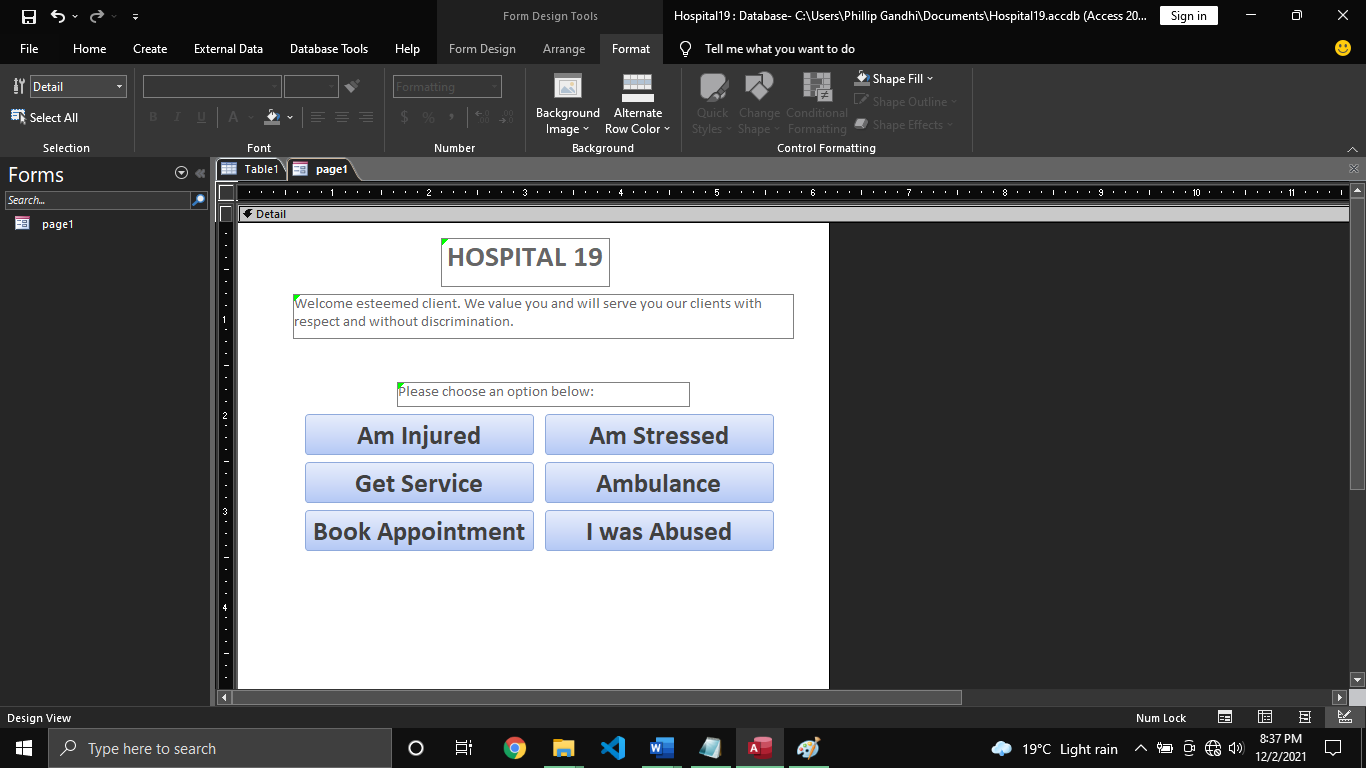 Form Design Tools
Hospital19 : Database- C:\Users\Phillip Gandhi\Documents\Hospital19.accdb (Access 20...
Sign in
File Home Create External Data Database Tools Help Form Design Arrange Format Tell me what you want to do
Detail
Select All
Selection
B I U A
Font
Formatting
$ % ,
Number
Background Image
Alternate Row Color
Background
Quick Styles
Change Shape
Conditional Formatting
Shape Fill
Shape Outline
Shape Effects
Control Formatting
Forms
Search...
page1
Table1 page1
1 2 3 4 5 6 7 8 9 10 11
Detail
HOSPITAL 19
Welcome esteemed client. We value you and will serve you our clients with
respect and without discrimination.
1
Please choose an option below:
2
Am Injured Am Stressed
Get Service Ambulance
3
Book Appointment I was Abused
4
Design View
Num Lock
Type here to search
19°C Light rain
8:37 PM
12/2/2021